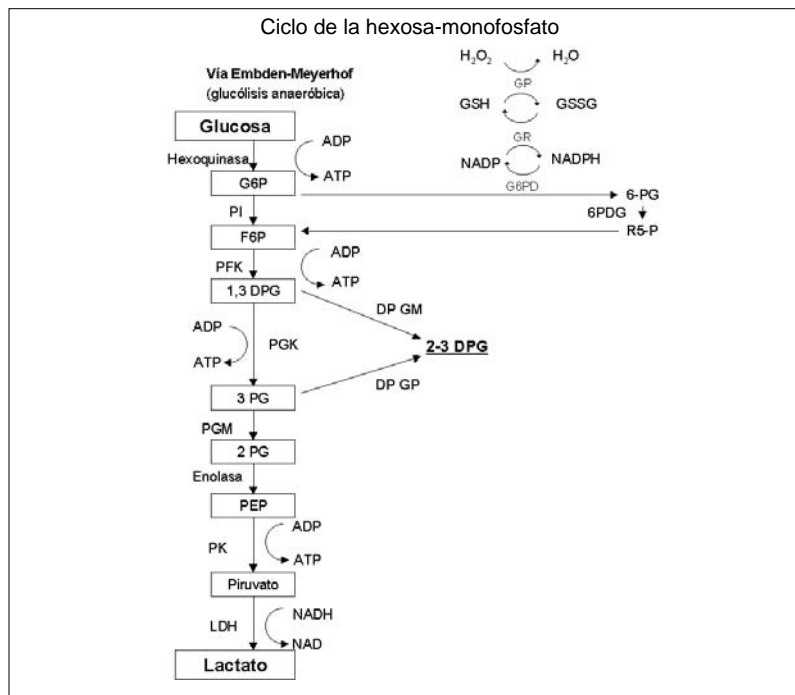 Ciclo de la hexosa-monofosfato
Vía Embden-Meyerhof
(glucólisis anaeróbica)
H₂O₂ H₂O
GP
GSH GSSG
GR
NADP NADPH
G6PD
Glucosa
Hexoquinasa
ADP
ATP
G6P
6-PG
PI
6PDG
R5-P
F6P
PFK
ADP
ATP
1,3 DPG
DP GM
ADP
PGK
ATP
2-3 DPG
DP GP
3 PG
PGM
2 PG
Enolasa
PEP
ADP
PK
ATP
Piruvato
NADH
LDH
NAD
Lactato